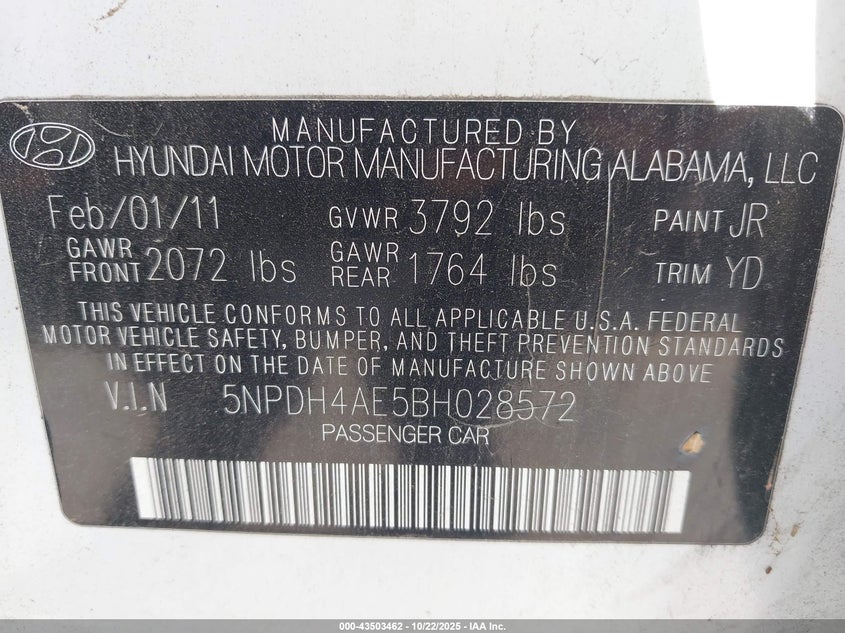 MANUFACTURED BY
HYUNDAI MOTOR MANUFACTURING ALABAMA, LLC
Feb/01/11 GVWR 3792 lbs PAINT JR
GAWR FRONT 2072 lbs GAWR REAR 1764 lbs TRIM YD
THIS VEHICLE CONFORMS TO ALL APPLICABLE U.S.A. FEDERAL
MOTOR VEHICLE SAFETY, BUMPER, AND THEFT PREVENTION STANDARDS
IN EFFECT ON THE DATE OF MANUFACTURE SHOWN ABOVE
V.I.N 5NPDH4AE5BH028572
PASSENGER CAR
000-43503462 - 10/22/2025 - IAA Inc.